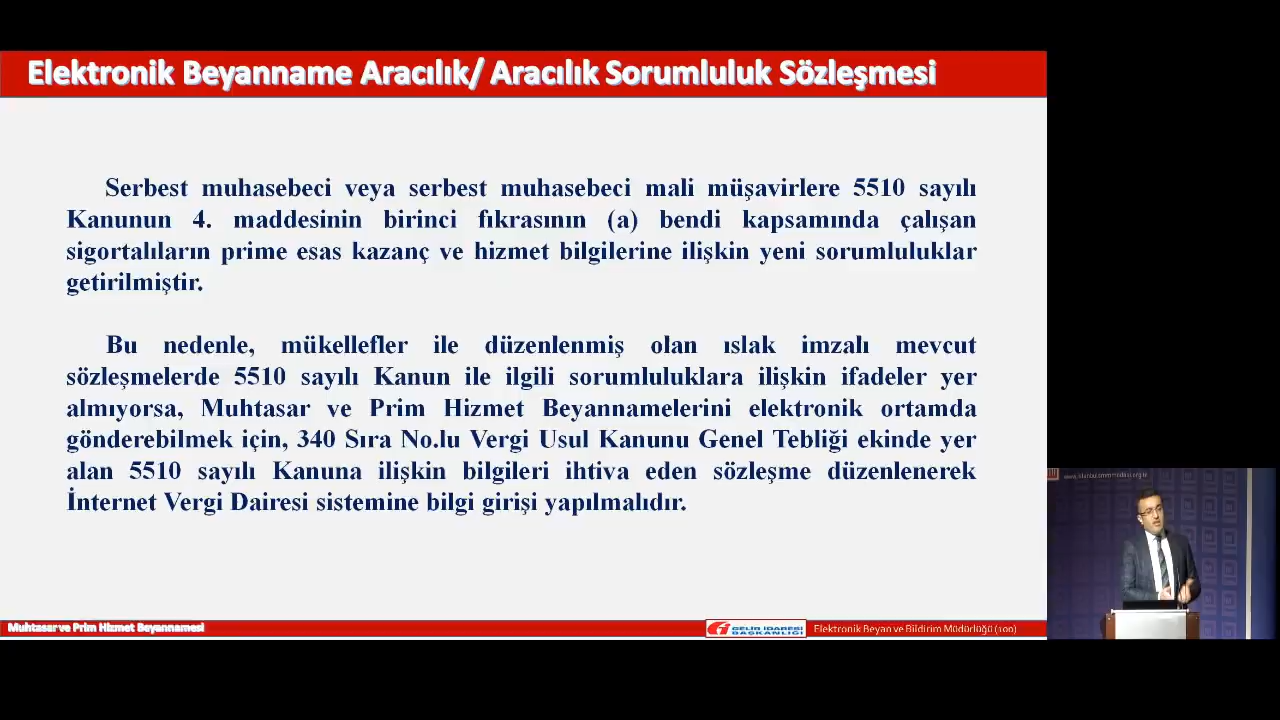 Elektronik Beyanname Aracılık/ Aracılık Sorumluluk Sözleşmesi
Serbest muhasebeci veya serbest muhasebeci mali müşavirlere 5510 sayılı
Kanunun 4. maddesinin birinci fıkrasının (a) bendi kapsamında çalışan
sigortalıların prime esas kazanç ve hizmet bilgilerine ilişkin yeni sorumluluklar
getirilmiştir.
Bu nedenle, mükellefler ile düzenlenmiş olan ıslak imzalı mevcut
sözleşmelerde 5510 sayılı Kanun ile ilgili sorumluluklara ilişkin ifadeler yer
almıyorsa, Muhtasar ve Prim Hizmet Beyannamelerini elektronik ortamda
gönderebilmek için, 340 Sıra No.lu Vergi Usul Kanunu Genel Tebliği ekinde yer
alan 5510 sayılı Kanuna ilişkin bilgileri ihtiva eden sözleşme düzenlenerek
İnternet Vergi Dairesi sistemine bilgi girişi yapılmalıdır.
Muhtasar ve Prim Hizmet Beyannamesi
GELİR İDARESİ
BAŞKANLIĞI
Elektronik Beyan ve Bildirim Müdürlüğü (100)